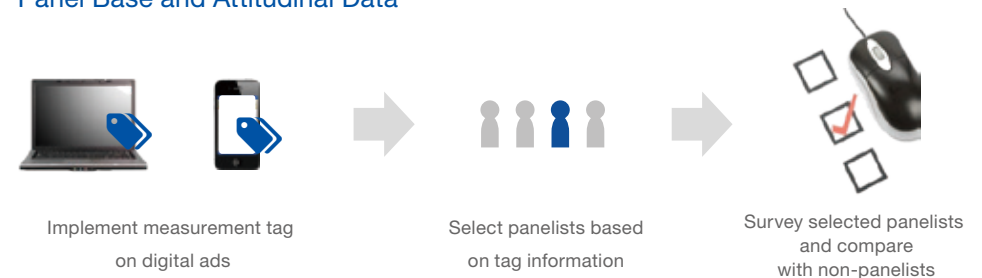 Panel Base and Attitudinal Data
Implement measurement tag
on digital ads
Select panelists based
on tag information
Survey selected panelists
and compare
with non-panelists